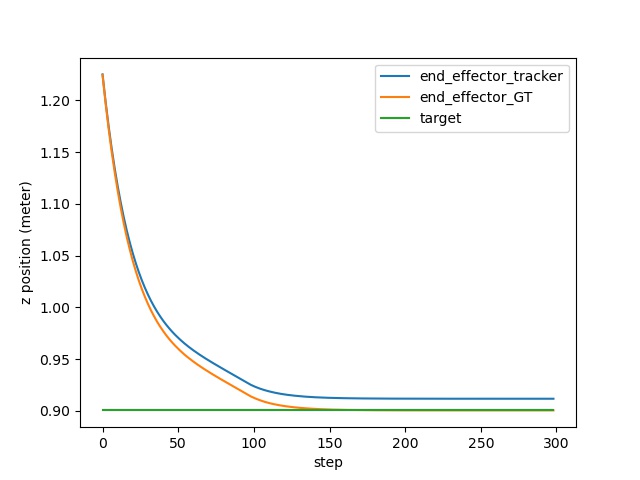 end_effector_tracker
end_effector_GT
target
z position (meter)
1.20
1.15
1.10
1.05
1.00
0.95
0.90
0
50
100
150
200
250
300
step